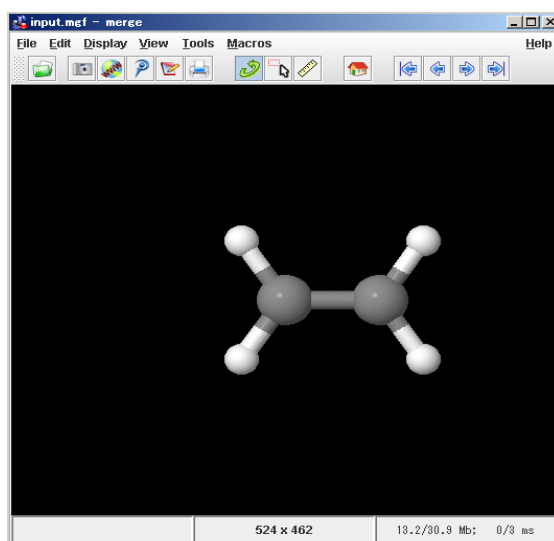 input.mgf - merge
File Edit Display View Tools Macros Help
524 x 462 13.2/30.9 Mb; 0/3 ms